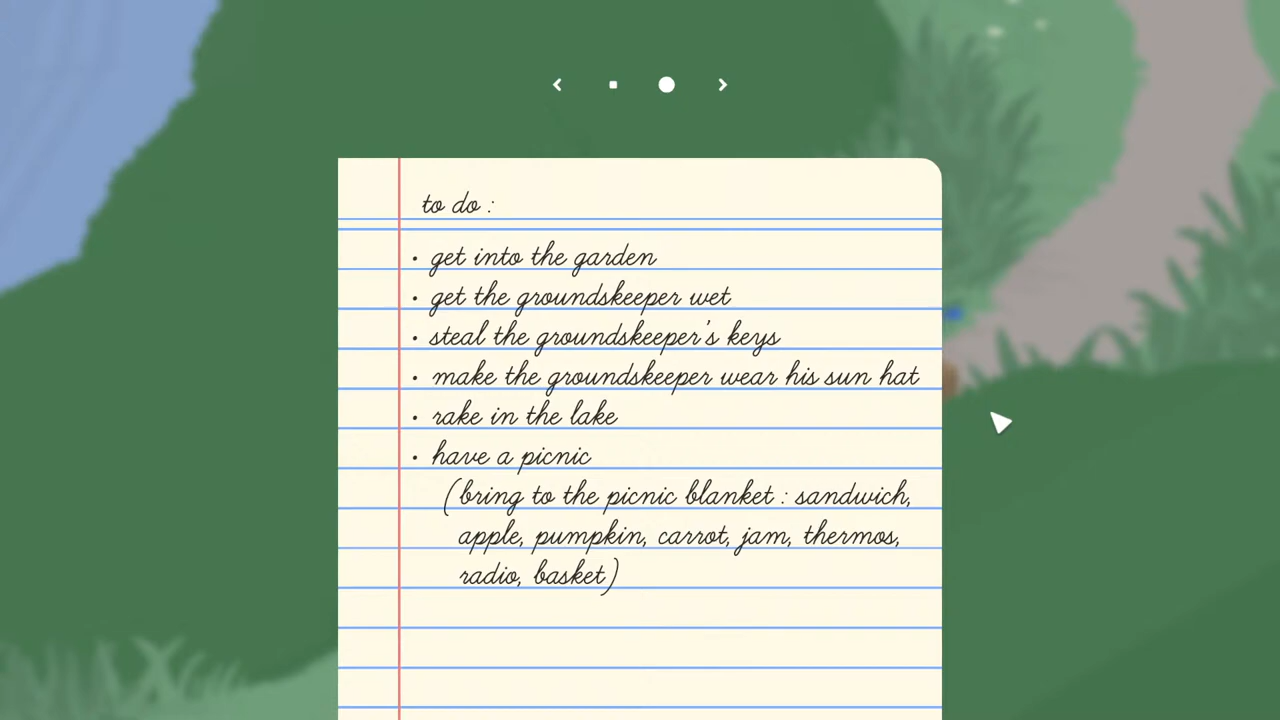 to do :
• get into the garden
• get the groundskeeper wet
• steal the groundskeeper's keys
• make the groundskeeper wear his sun hat
• rake in the lake
• have a picnic
(bring to the picnic blanket : sandwich,
apple, pumpkin, carrot, jam, thermos,
radio, basket)